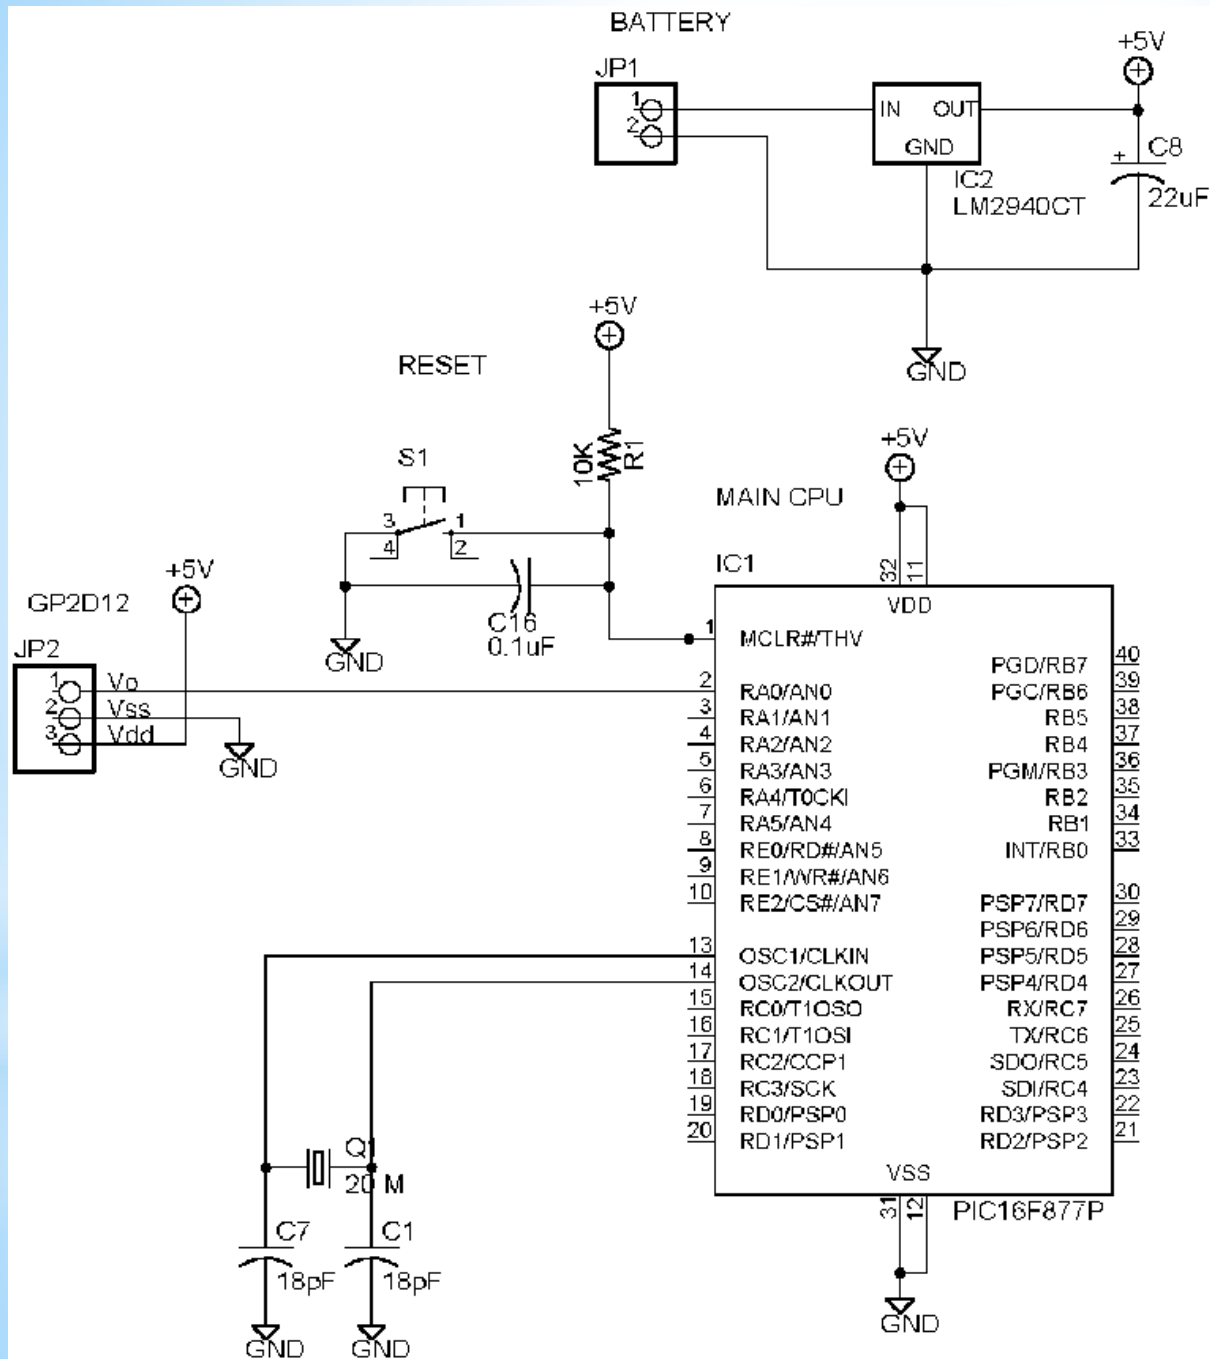 BATTERY
JP1
1
2
IN OUT
GND
IC2
LM2940CT
+5V
+
C8
22uF
GND
RESET
+5V
10K
R1
S1
3
4
1
2
C16
0.1uF
GND
GP2D12
JP2
+5V
1 Vo
2 Vss
3 Vdd
GND
MAIN CPU
+5V
IC1
32
11
VDD
1 MCLR#/THV
2 RA0/AN0
3 RA1/AN1
4 RA2/AN2
5 RA3/AN3
6 RA4/T0CKI
7 RA5/AN4
8 RE0/RD#/AN5
9 RE1/WR#/AN6
10 RE2/CS#/AN7
13 OSC1/CLKIN
14 OSC2/CLKOUT
15 RC0/T1OSO
16 RC1/T1OSI
17 RC2/CCP1
18 RC3/SCK
19 RD0/PSP0
20 RD1/PSP1
PGD/RB7 40
PGC/RB6 39
RB5 38
RB4 37
PGM/RB3 36
RB2 35
RB1 34
INT/RB0 33
PSP7/RD7 30
PSP6/RD6 29
PSP5/RD5 28
PSP4/RD4 27
RX/RC7 26
TX/RC6 25
SDO/RC5 24
SDI/RC4 23
RD3/PSP3 22
RD2/PSP2 21
VSS
31
12
PIC16F877P
GND
Q1
20 M
C7
18pF
GND
C1
18pF
GND